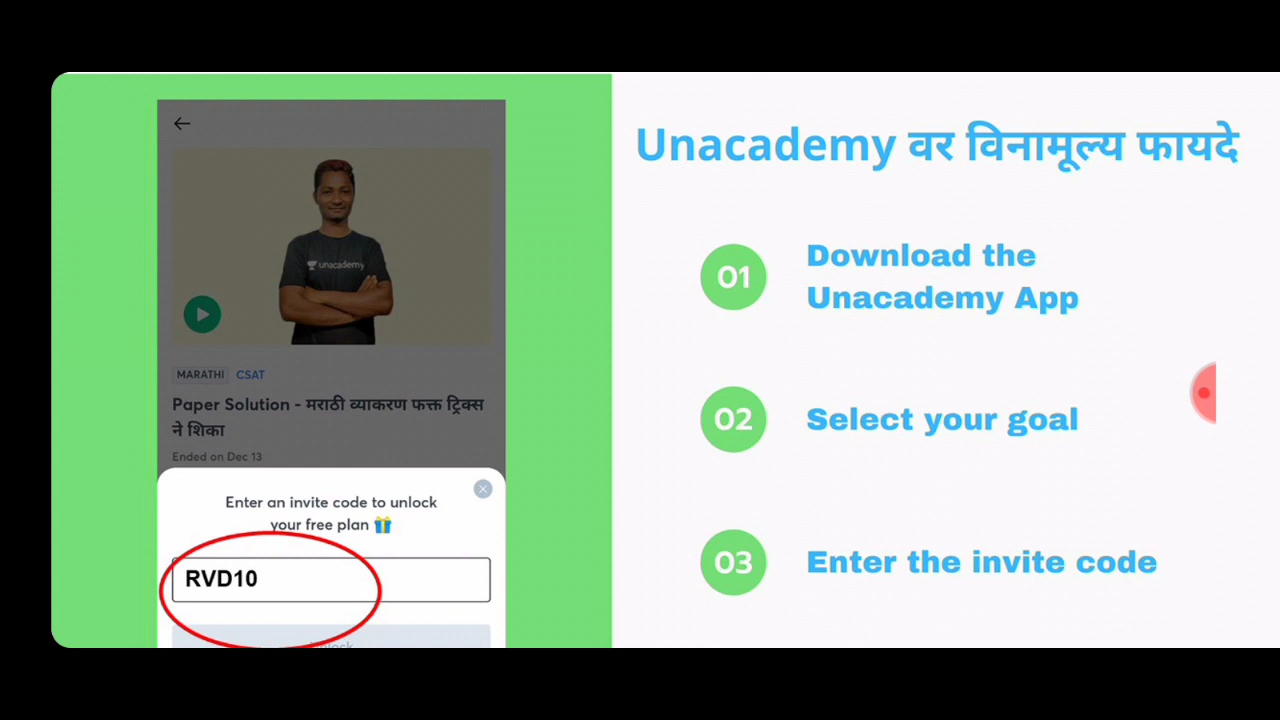 Unacademy वर विनामूल्य फायदे
unacademy
MARATHI CSAT
Paper Solution - मराठी व्याकरण फक्त ट्रिक्स
ने शिका
Ended on Dec 13
Enter an invite code to unlock
your free plan
RVD10
01
Download the
Unacademy App
02
Select your goal
03
Enter the invite code